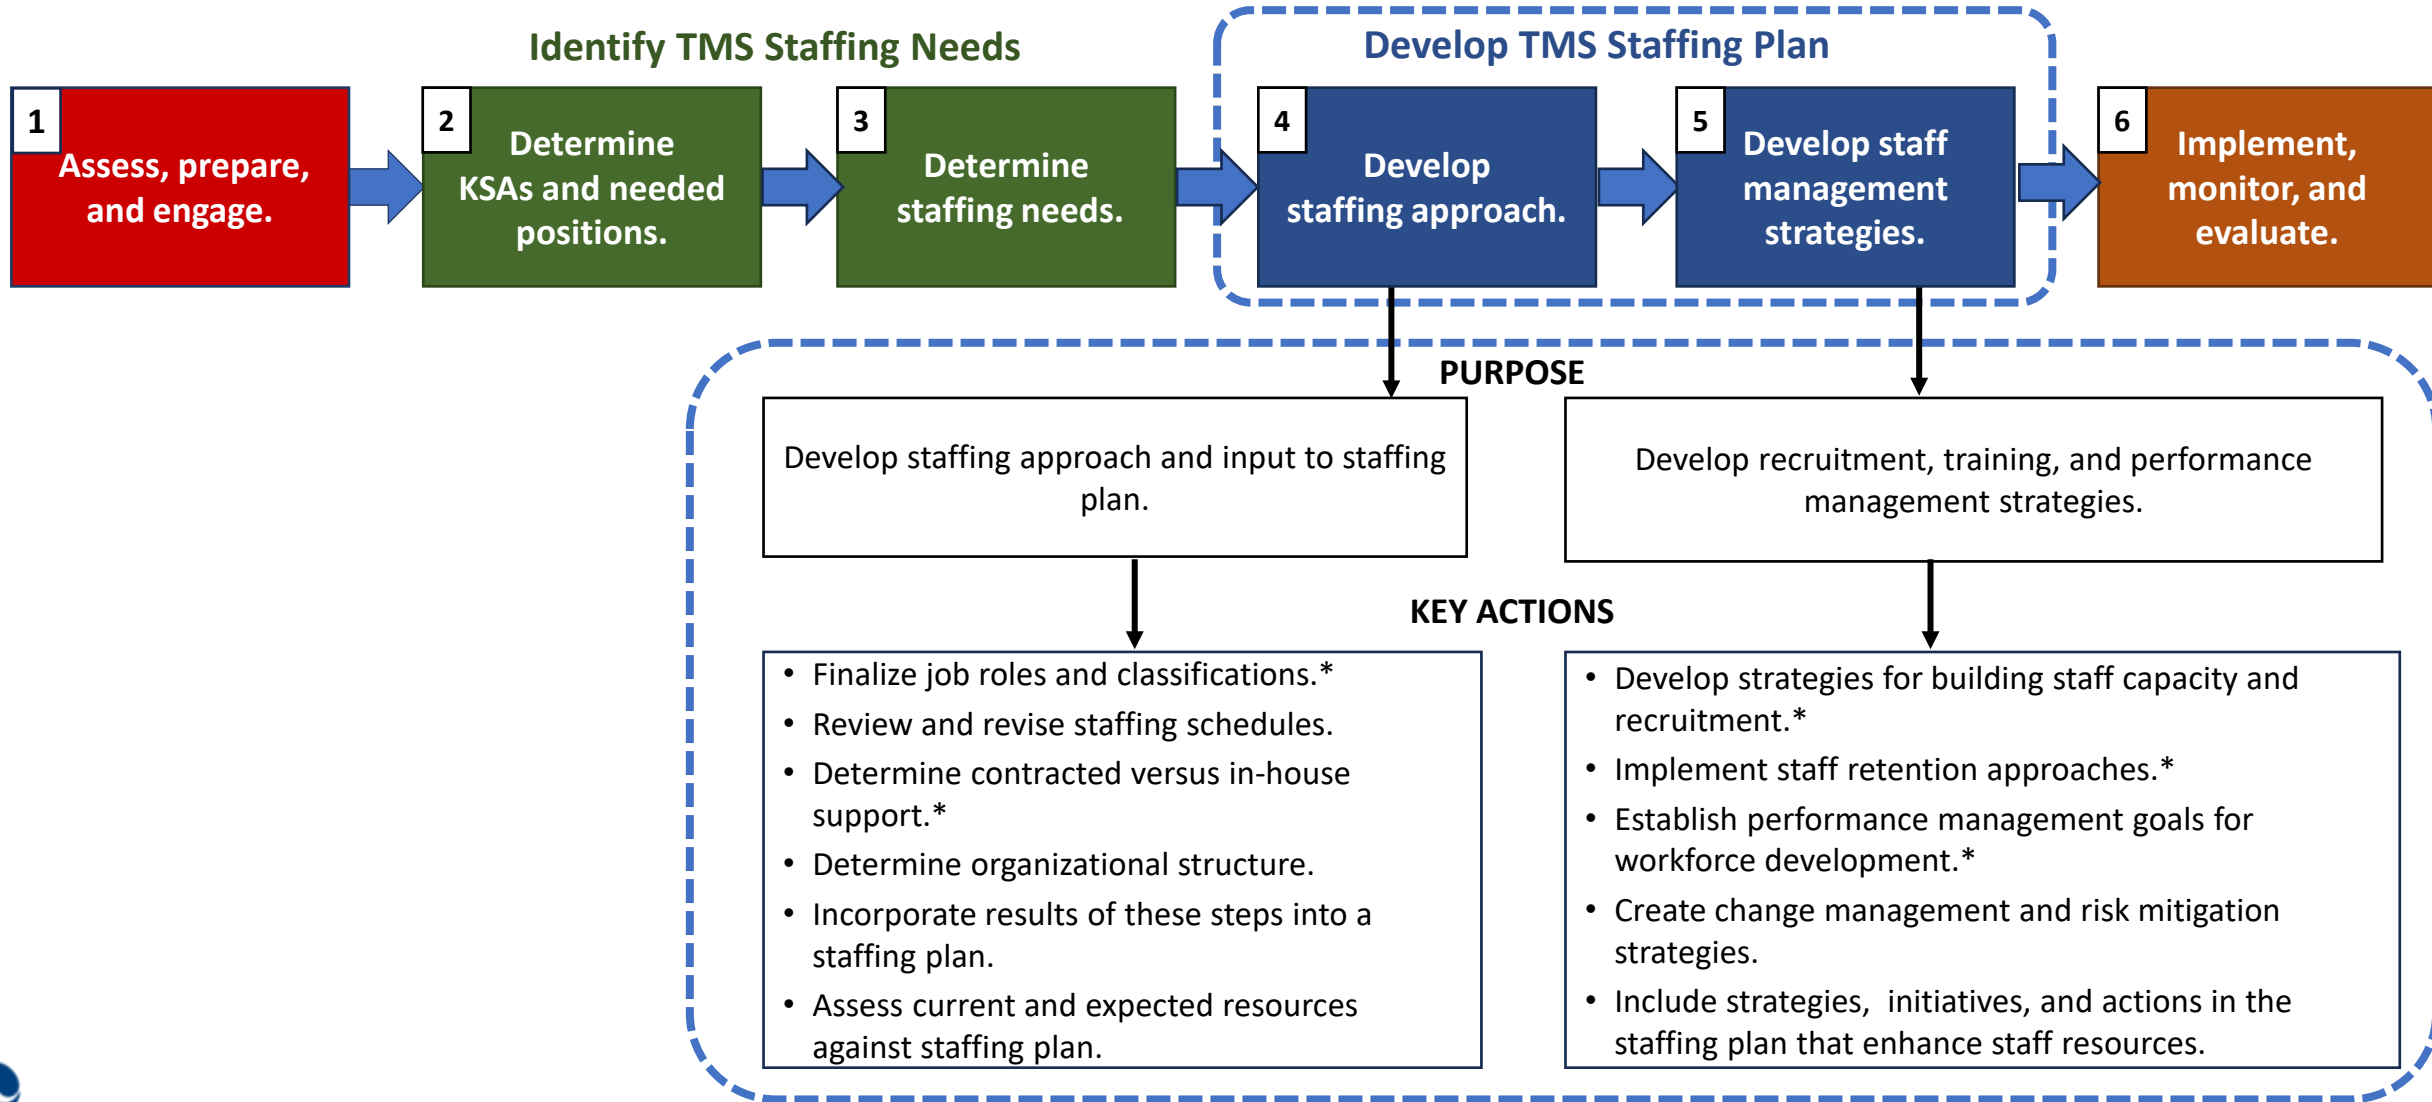 Identify TMS Staffing Needs
Develop TMS Staffing Plan
1
Assess, prepare,
and engage.
2
Determine
KSAs and needed
positions.
3
Determine
staffing needs.
4
Develop
staffing approach.
5
Develop staff
management
strategies.
6
Implement,
monitor, and
evaluate.
PURPOSE
Develop staffing approach and input to staffing
plan.
Develop recruitment, training, and performance
management strategies.
KEY ACTIONS
• Finalize job roles and classifications.*
• Review and revise staffing schedules.
• Determine contracted versus in-house
support.*
• Determine organizational structure.
• Incorporate results of these steps into a
staffing plan.
• Assess current and expected resources
against staffing plan.
• Develop strategies for building staff capacity and
recruitment.*
• Implement staff retention approaches.*
• Establish performance management goals for
workforce development.*
• Create change management and risk mitigation
strategies.
• Include strategies, initiatives, and actions in the
staffing plan that enhance staff resources.